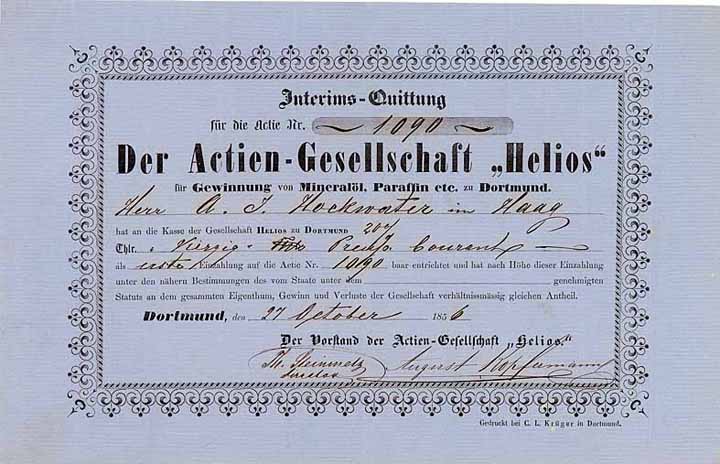 Interims-Quittung
für die Actie Nr. 1090
Der Actien-Gesellschaft „Helios“
für Gewinnung von Mineralöl, Paraffin etc. zu Dortmund.
Herr A. J. Hockwater in Haag
hat an die Kasse der Gesellschaft HELIOS zu DORTMUND
Thlr. Vierzig Preuß. Courant
als erste Einzahlung auf die Actie Nr. 1090 baar entrichtet und hat nach Höhe dieser Einzahlung
unter den nähern Bestimmungen des vom Staate unter dem genehmigten
Statuts an dem gesammten Eigenthum, Gewinn und Verluste der Gesellschaft verhältnissmässig gleichen Antheil.
Dortmund, den 27 October 1856
Der Vorstand der Actien-Gesellschaft „Helios.“
Th. Steinmetz August
Gedruckt bei C. L. Krüger in Dortmund.